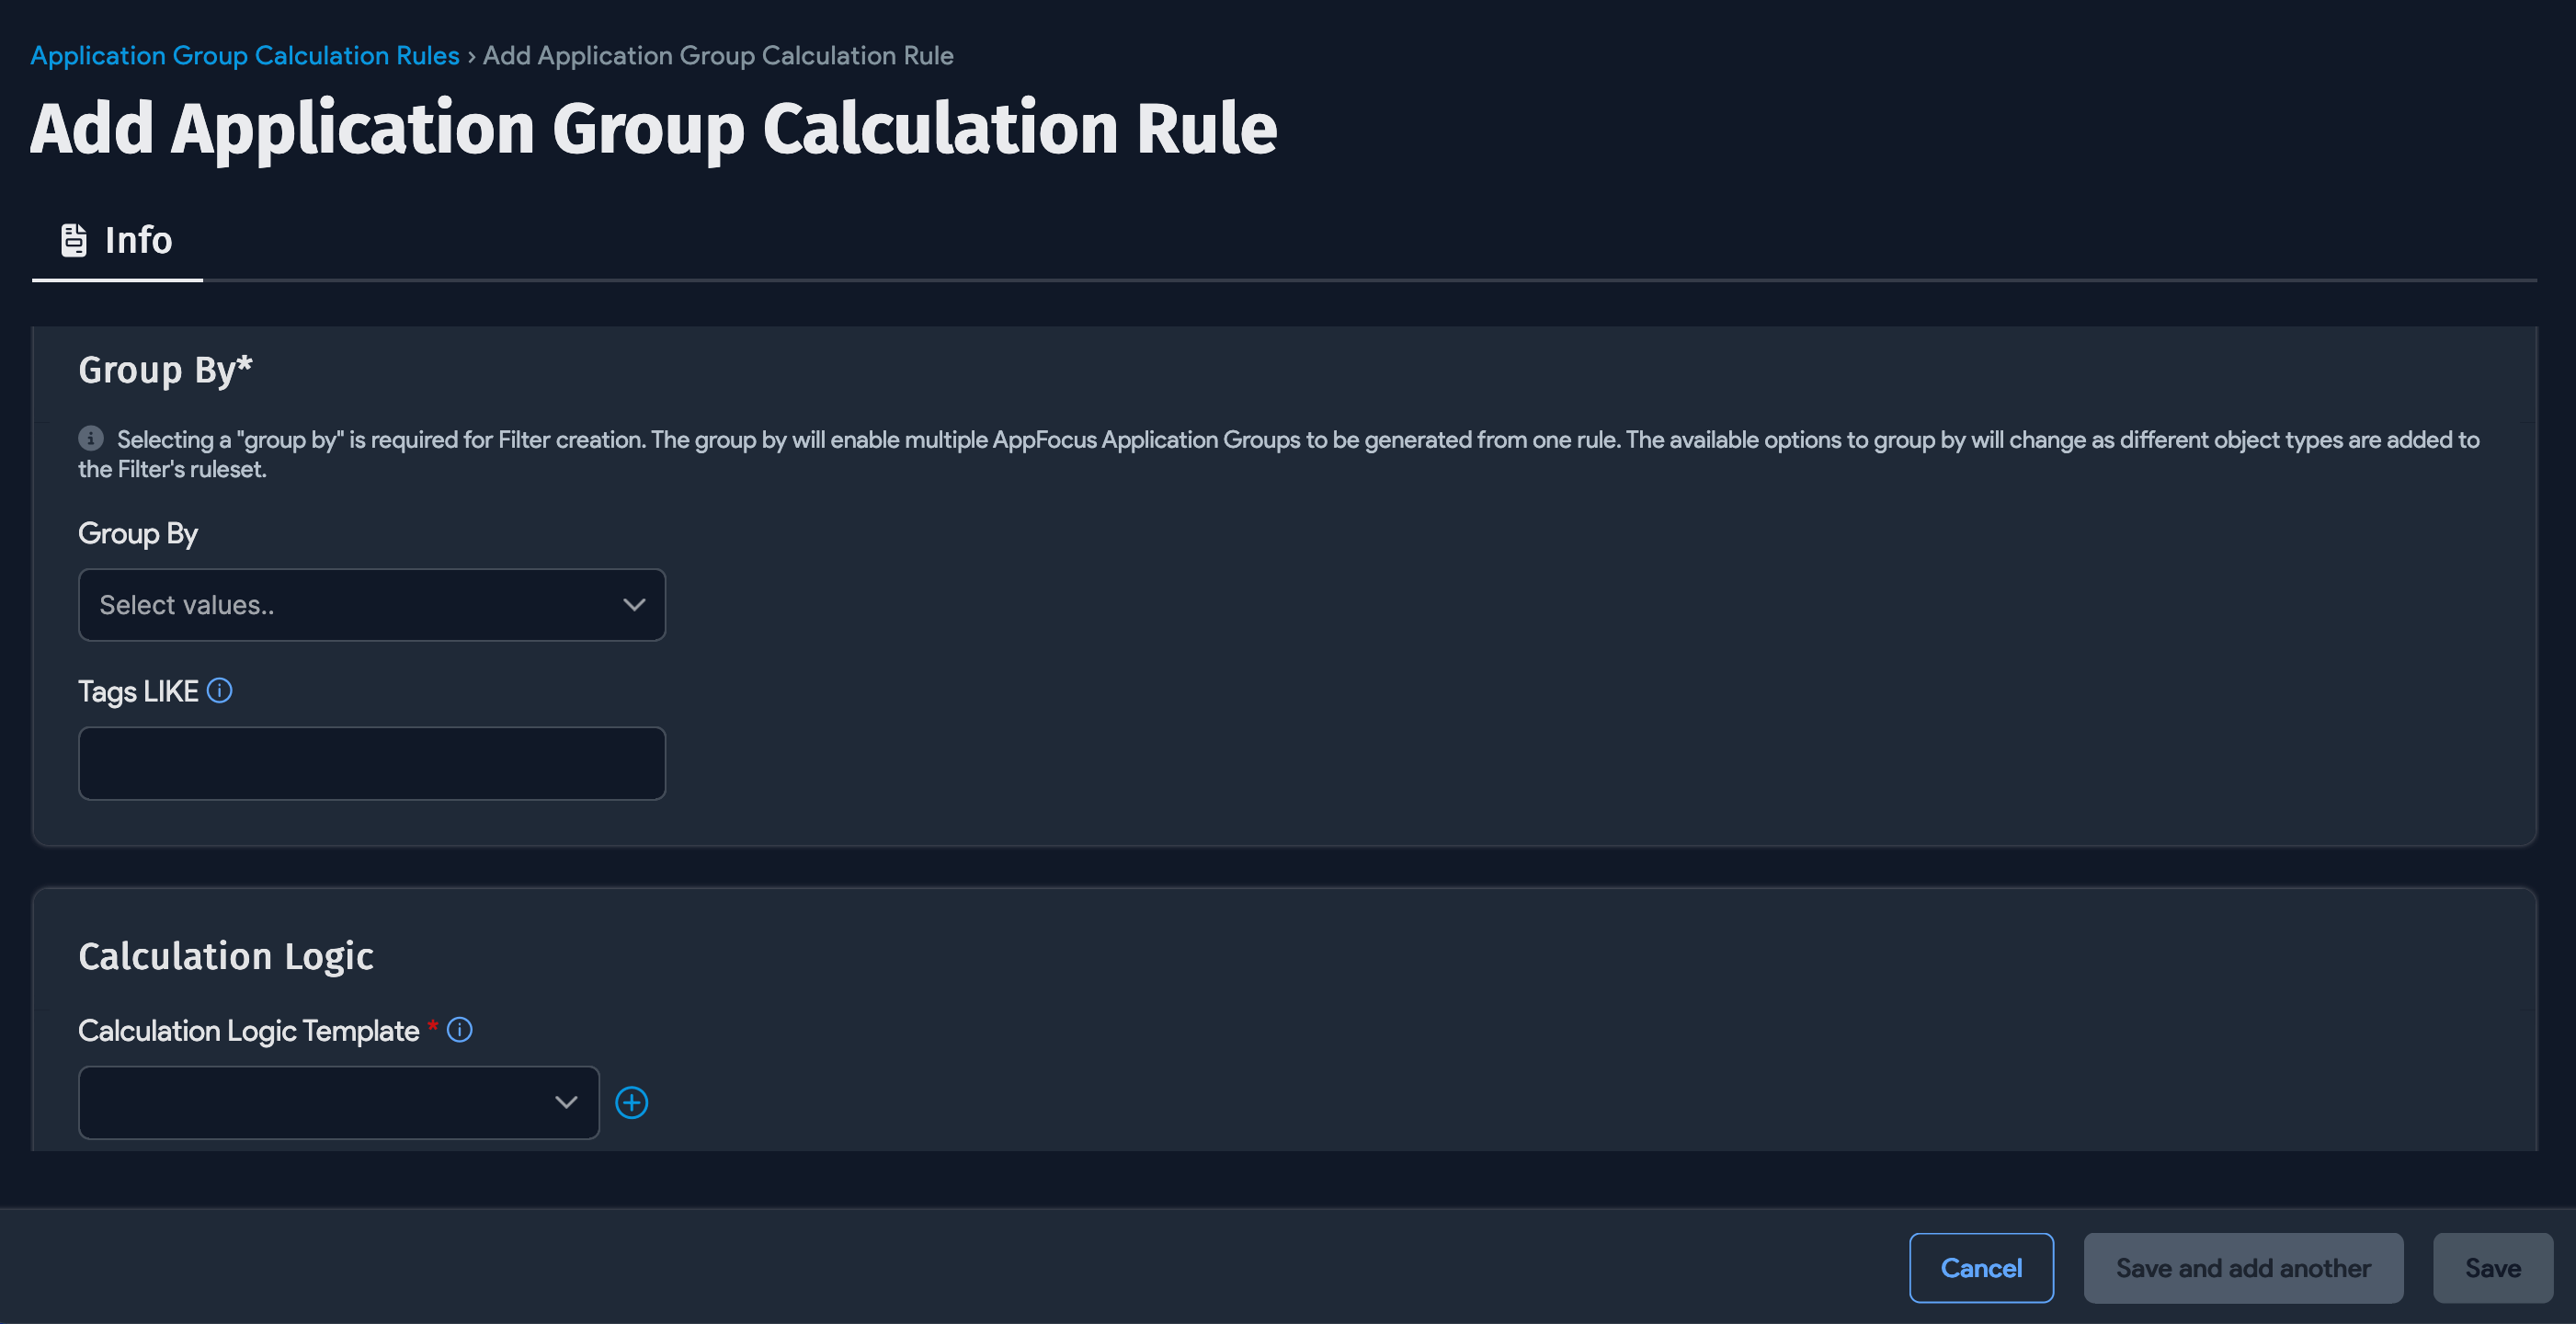 Application Group Calculation Rules › Add Application Group Calculation Rule
Add Application Group Calculation Rule
Info
Group By*
Selecting a "group by" is required for Filter creation. The group by will enable multiple AppFocus Application Groups to be generated from one rule. The available options to group by will change as different object types are added to
the Filter's ruleset.
Group By
Select values..
Tags LIKE
Calculation Logic
Calculation Logic Template *
Cancel
Save and add another
Save